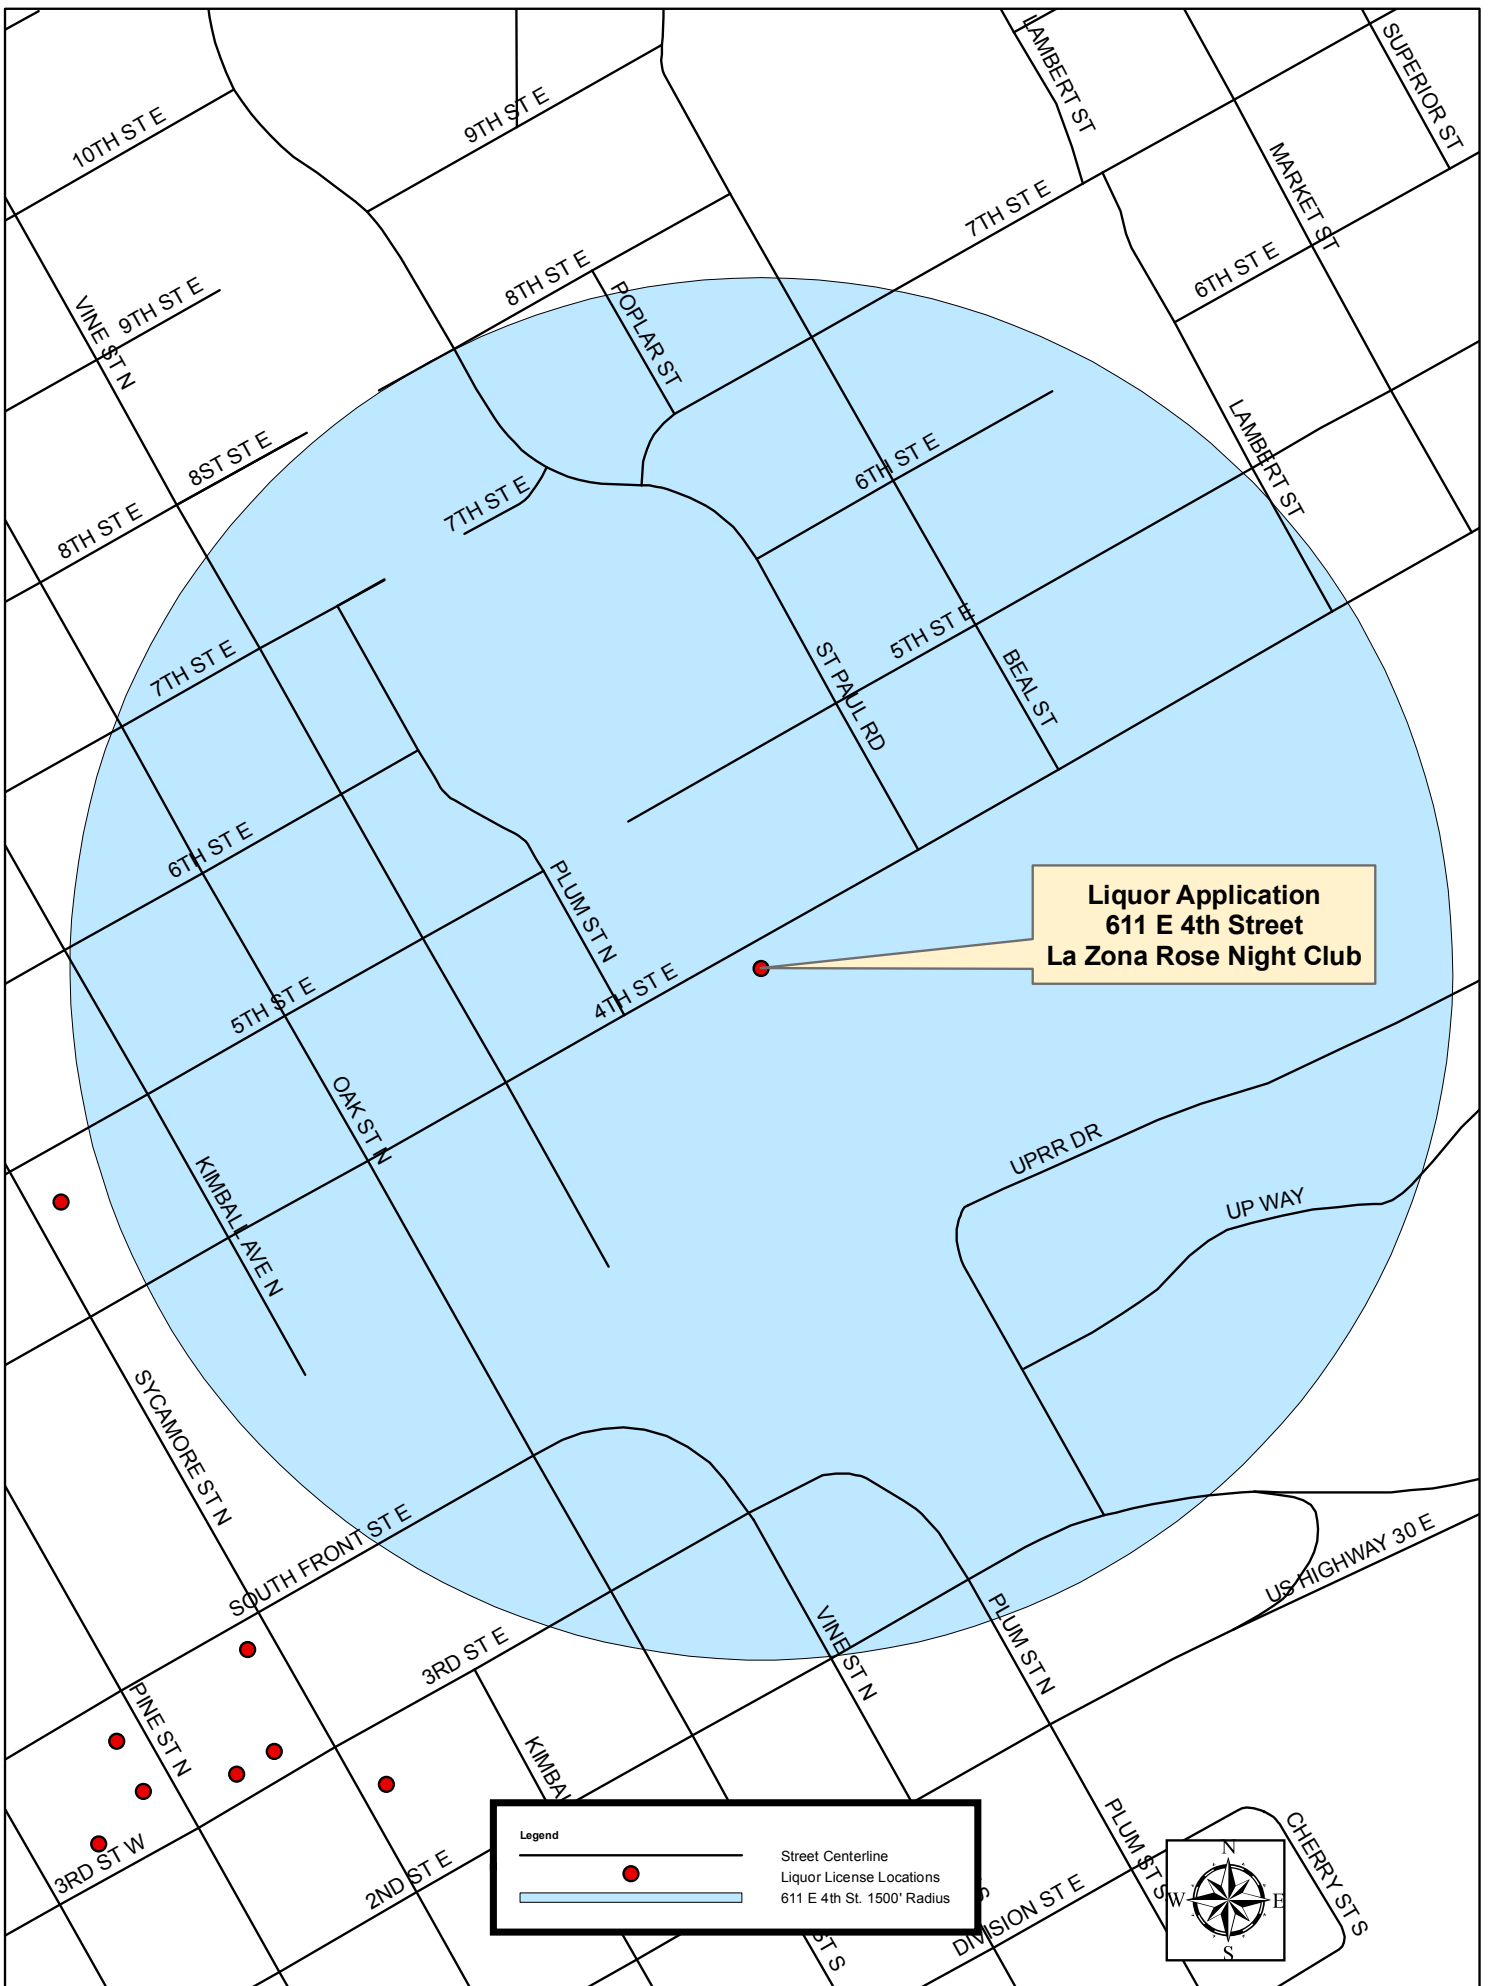 LAMBERT ST
SUPERIOR ST
10TH ST E
9TH ST E
MARKET ST
7TH ST E
6TH ST E
8TH ST E
POPLAR ST
9TH ST E
VINE ST N
LAMBERT ST
8ST ST E
6TH ST E
7TH ST E
8TH ST E
5TH ST E
ST PAUL RD
BEAL ST
7TH ST E
6TH ST E
PLUM ST N
Liquor Application
611 E 4th Street
La Zona Rose Night Club
4TH ST E
5TH ST E
OAK ST N
UPRR DR
KIMBALL AVE N
UP WAY
SYCAMORE ST N
SOUTH FRONT ST E
US HIGHWAY 30 E
3RD ST E
VINE ST N
PLUM ST N
PINE ST N
KIMBAL
3RD ST W
2ND ST E
Legend
Street Centerline
Liquor License Locations
611 E 4th St. 1500' Radius
S
ST S
DIVISION ST E
PLUM ST S
CHERRY ST S
N
W
E
S